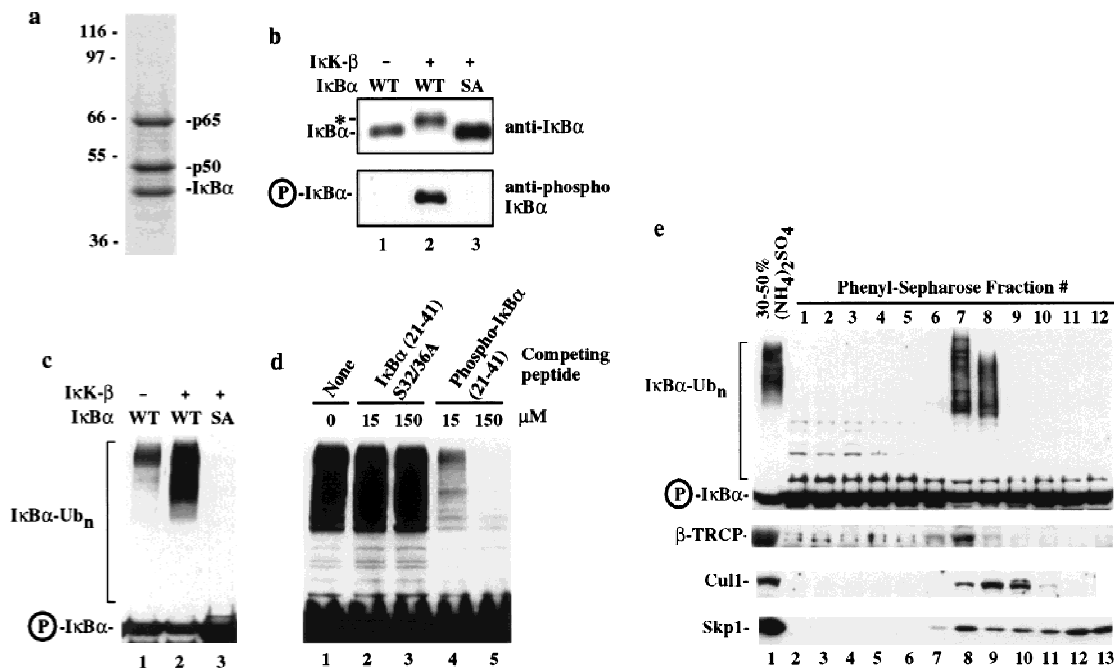 a
116 -
97 -
66 -
55 -
36 -
-p65
-p50
-IκBα
b
IκK-β - + +
IκBα WT WT SA
*-
IκBα-
anti-IκBα
P -IκBα-
anti-phospho
IκBα
1 2 3
c
IκK-β - + +
IκBα WT WT SA
IκBα-Ubn
P -IκBα-
1 2 3
d
None
IκBα (21-41)
S32/36A
Phospho-IκBα
(21-41)
Competing
peptide
0 15 150 15 150 μM
1 2 3 4 5
e
30-50 %
(NH4)2SO4
Phenyl-Sepharose Fraction #
1 2 3 4 5 6 7 8 9 10 11 12
IκBα-Ubn
P -IκBα-
β-TRCP-
Cul1-
Skp1-
1 2 3 4 5 6 7 8 9 10 11 12 13